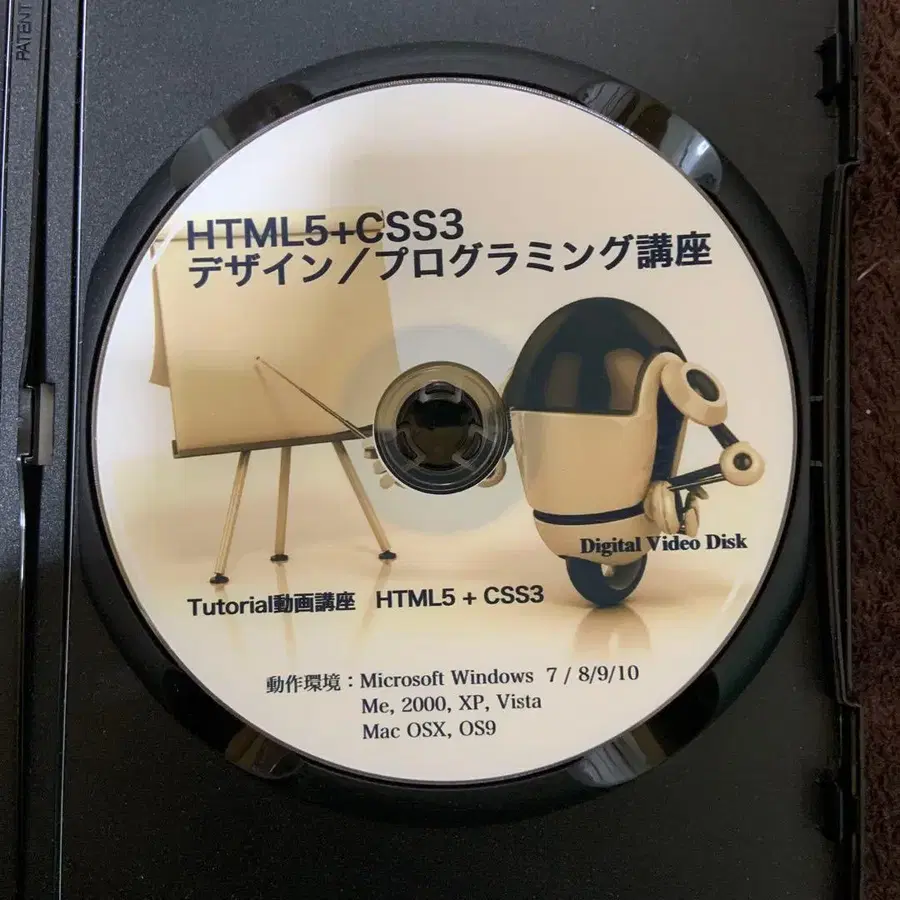 PATENT
HTML5+CSS3
デザイン／プログラミング講座
Digital Video Disk
Tutorial動画講座 HTML5 + CSS3
動作環境：Microsoft Windows 7 / 8/9/10
Me, 2000, XP, Vista
Mac OSX, OS9